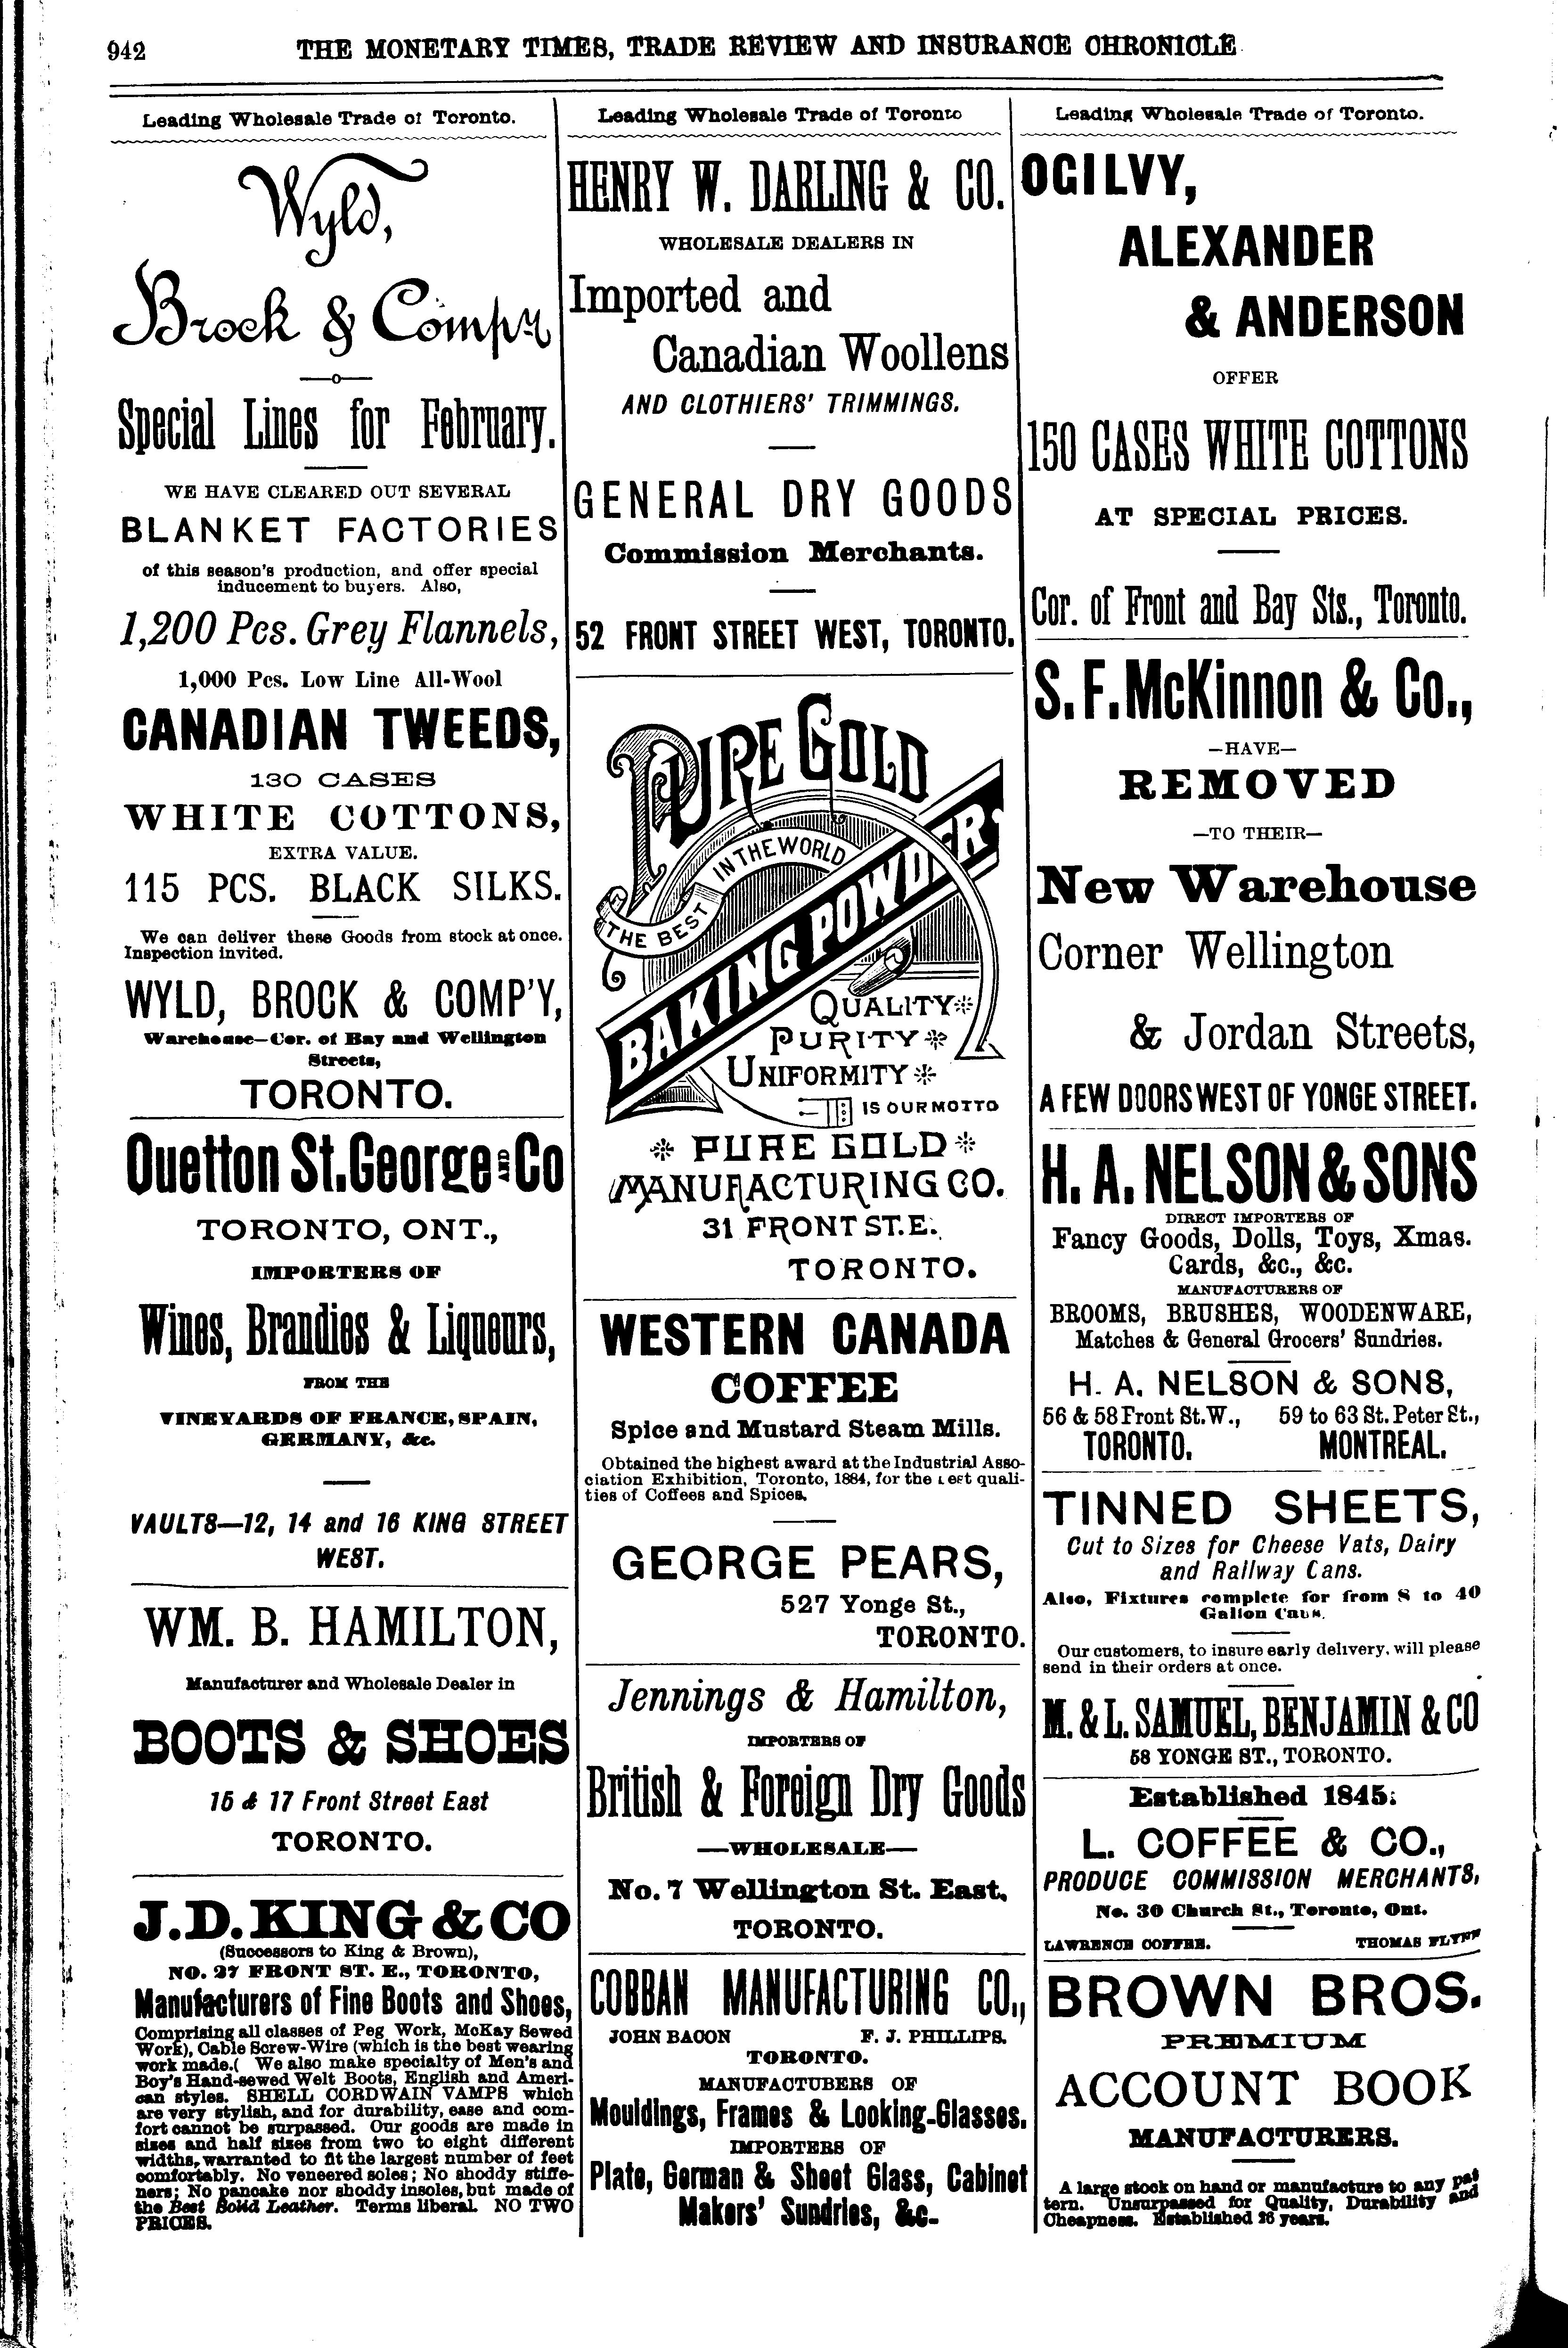 942
THE MONETARY TIMES, TRADE REVIEW AND INSURANCE CHRONICLE
Leading Wholesale Trade of Toronto.
Wyld,
Brock & Compy
Special Lines for February.
WE HAVE CLEARED OUT SEVERAL
BLANKET FACTORIES
of this season's production, and offer special
inducement to buyers. Also,
1,200 Pcs. Grey Flannels,
1,000 Pcs. Low Line All-Wool
CANADIAN TWEEDS,
130 CASES
WHITE COTTONS,
EXTRA VALUE.
115 PCS. BLACK SILKS.
We can deliver these Goods from stock at once.
Inspection invited.
WYLD, BROCK & COMP'Y,
Warehouse—Cor. of Bay and Wellington
Streets,
TORONTO.
Quetton St.George AND Co
TORONTO, ONT.,
IMPORTERS OF
Wines, Brandies & Liqueurs,
FROM THE
VINEYARDS OF FRANCE, SPAIN,
GERMANY, &c.
VAULTS—12, 14 and 16 KING STREET
WEST.
WM. B. HAMILTON,
Manufacturer and Wholesale Dealer in
BOOTS & SHOES
15 & 17 Front Street East
TORONTO.
J.D. KING & CO
(Successors to King & Brown),
NO. 27 FRONT ST. E., TORONTO,
Manufacturers of Fine Boots and Shoes,
Comprising all classes of Peg Work, McKay Sewed
Work), Cable Screw-Wire (which is the best wearing
work made.( We also make specialty of Men's and
Boy's Hand-sewed Welt Boots, English and Ameri-
can styles. SHELL CORDWAIN VAMPS which
are very stylish, and for durability, ease and com-
fort cannot be surpassed. Our goods are made in
sizes and half sizes from two to eight different
widths, warranted to fit the largest number of feet
comfortably. No veneered soles; No shoddy stiffe-
ners; No pancake nor shoddy insoles, but made of
the Best Solid Leather. Terms liberal. NO TWO
PRICES.
Leading Wholesale Trade of Toronto
HENRY W. DARLING & CO.
WHOLESALE DEALERS IN
Imported and
Canadian Woollens
AND CLOTHIERS' TRIMMINGS.
GENERAL DRY GOODS
Commission Merchants.
52 FRONT STREET WEST, TORONTO.
PURE GOLD
THE BEST IN THE WORLD
BAKING POWDER
QUALITY
PURITY
UNIFORMITY
IS OUR MOTTO
PURE GOLD
MANUFACTURING CO.
31 FRONT ST. E.
TORONTO.
WESTERN CANADA
COFFEE
Spice and Mustard Steam Mills.
Obtained the highest award at the Industrial Asso-
ciation Exhibition, Toronto, 1884, for the best quali-
ties of Coffees and Spices.
GEORGE PEARS,
527 Yonge St.,
TORONTO.
Jennings & Hamilton,
IMPORTERS OF
British & Foreign Dry Goods
—WHOLESALE—
No. 7 Wellington St. East,
TORONTO.
COBBAN MANUFACTURING CO.,
JOHN BACON F. J. PHILLIPS.
TORONTO.
MANUFACTUBERS OF
Mouldings, Frames & Looking-Glasses.
IMPORTERS OF
Plate, German & Sheet Glass, Cabinet
Makers' Sundries, &c-
Leading Wholesale Trade of Toronto.
OGILVY,
ALEXANDER
& ANDERSON
OFFER
150 CASES WHITE COTTONS
AT SPECIAL PRICES.
Cor. of Front and Bay Sts., Toronto.
S. F. McKinnon & Co.,
—HAVE—
REMOVED
—TO THEIR—
New Warehouse
Corner Wellington
& Jordan Streets,
A FEW DOORS WEST OF YONGE STREET.
H. A. NELSON & SONS
DIRECT IMPORTERS OF
Fancy Goods, Dolls, Toys, Xmas.
Cards, &c., &c.
MANUFACTURERS OF
BROOMS, BRUSHES, WOODENWARE,
Matches & General Grocers' Sundries.
H. A. NELSON & SONS,
56 & 58 Front St. W., 59 to 63 St. Peter St.,
TORONTO. MONTREAL.
TINNED SHEETS,
Cut to Sizes for Cheese Vats, Dairy
and Railway Cans.
Also, Fixtures complete for from 8 to 40
Gallon Cans.
Our customers, to insure early delivery, will please
send in their orders at once.
M. & L. SAMUEL, BENJAMIN & CO
58 YONGE ST., TORONTO.
Established 1845.
L. COFFEE & CO.,
PRODUCE COMMISSION MERCHANTS,
No. 30 Church St., Toronto, Ont.
LAWRENCE COFFEE. THOMAS FLYNN
BROWN BROS.
PREMIUM
ACCOUNT BOOK
MANUFACTURERS.
A large stock on hand or manufacture to any pat
tern. Unsurpassed for Quality, Durability and
Cheapness. Established 26 years.